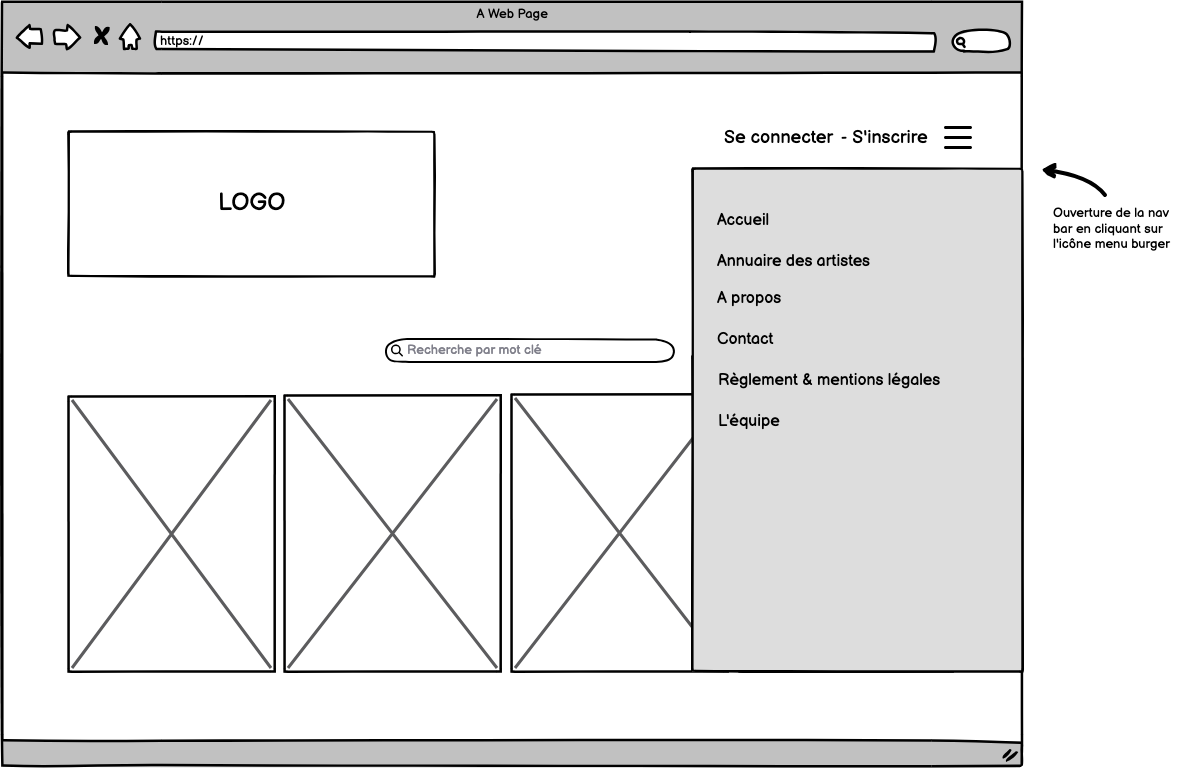 A Web Page
https://
Se connecter - S'inscrire
LOGO
Ouverture de la nav
bar en cliquant sur
l'icône menu burger
Accueil
Annuaire des artistes
A propos
Contact
Recherche par mot clé
Règlement & mentions légales
L'équipe